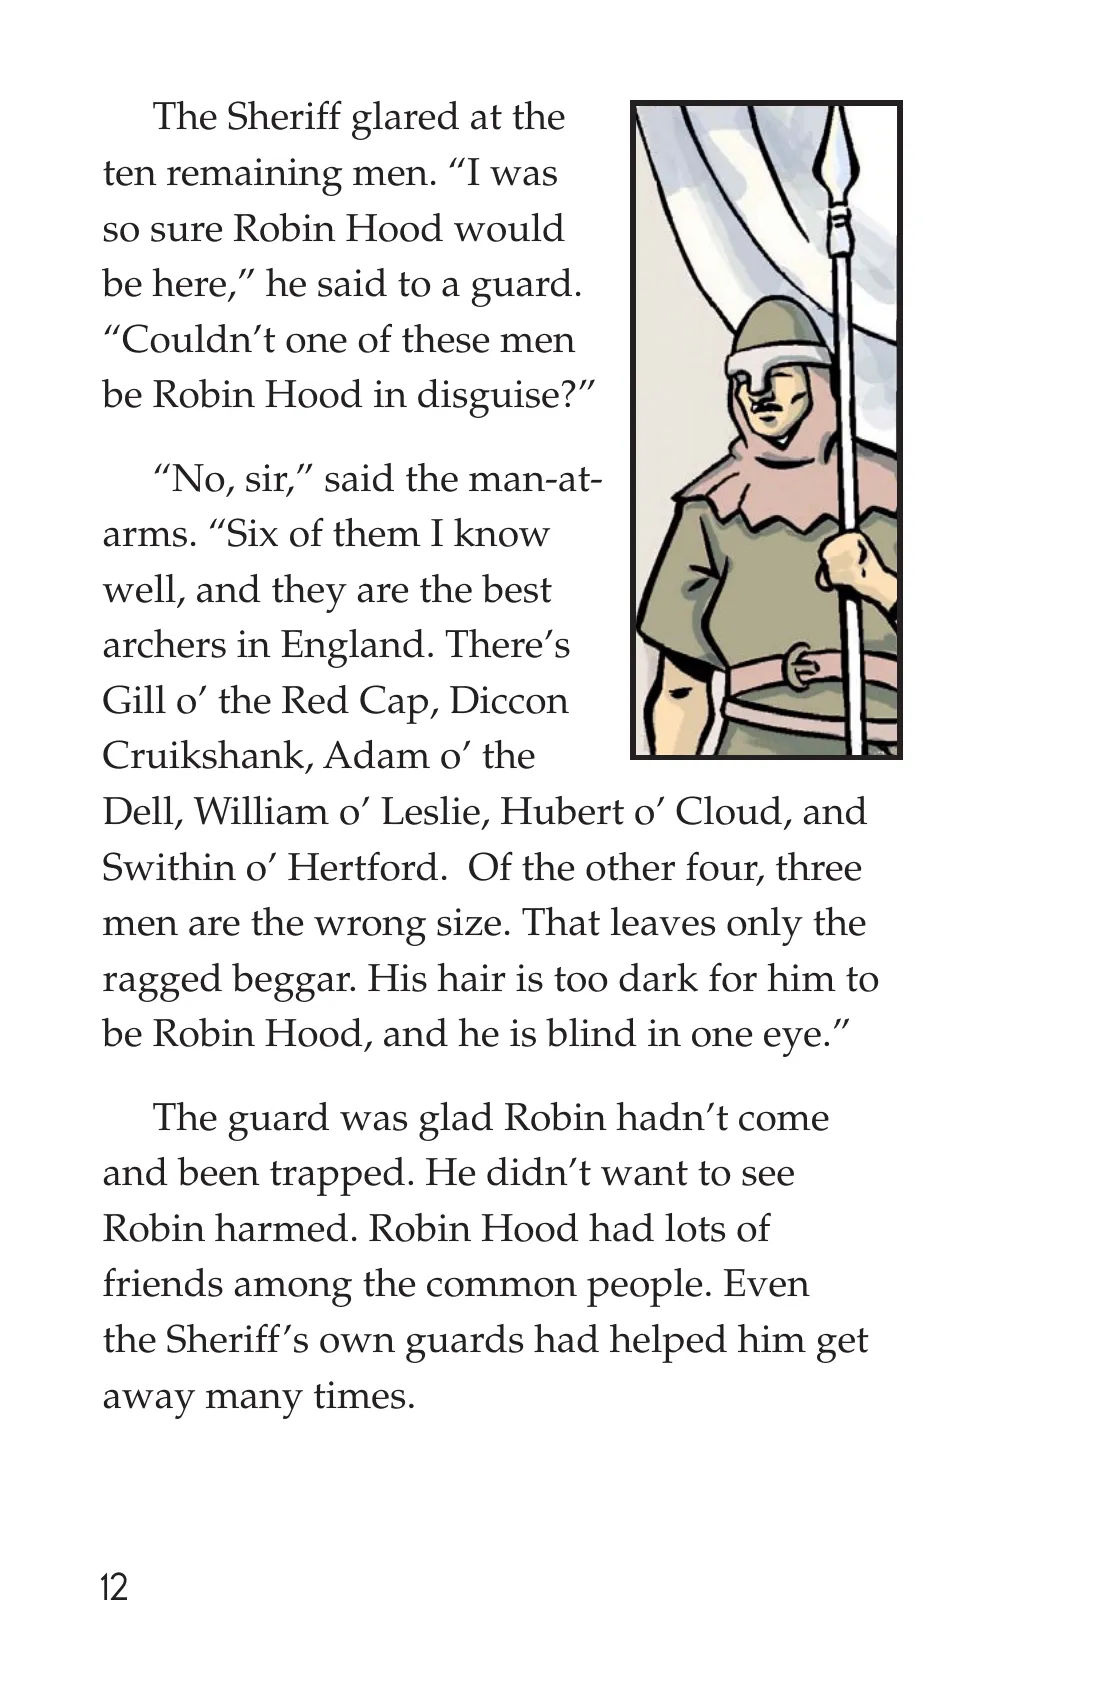 The Sheriff glared at the
ten remaining men. “I was
so sure Robin Hood would
be here,” he said to a guard.
“Couldn’t one of these men
be Robin Hood in disguise?”
“No, sir,” said the man-at-
arms. “Six of them I know
well, and they are the best
archers in England. There’s
Gill o’ the Red Cap, Diccon
Cruikshank, Adam o’ the
Dell, William o’ Leslie, Hubert o’ Cloud, and
Swithin o’ Hertford.  Of the other four, three
men are the wrong size. That leaves only the
ragged beggar. His hair is too dark for him to
be Robin Hood, and he is blind in one eye.”
The guard was glad Robin hadn’t come
and been trapped. He didn’t want to see
Robin harmed. Robin Hood had lots of
friends among the common people. Even
the Sheriff’s own guards had helped him get
away many times.
12